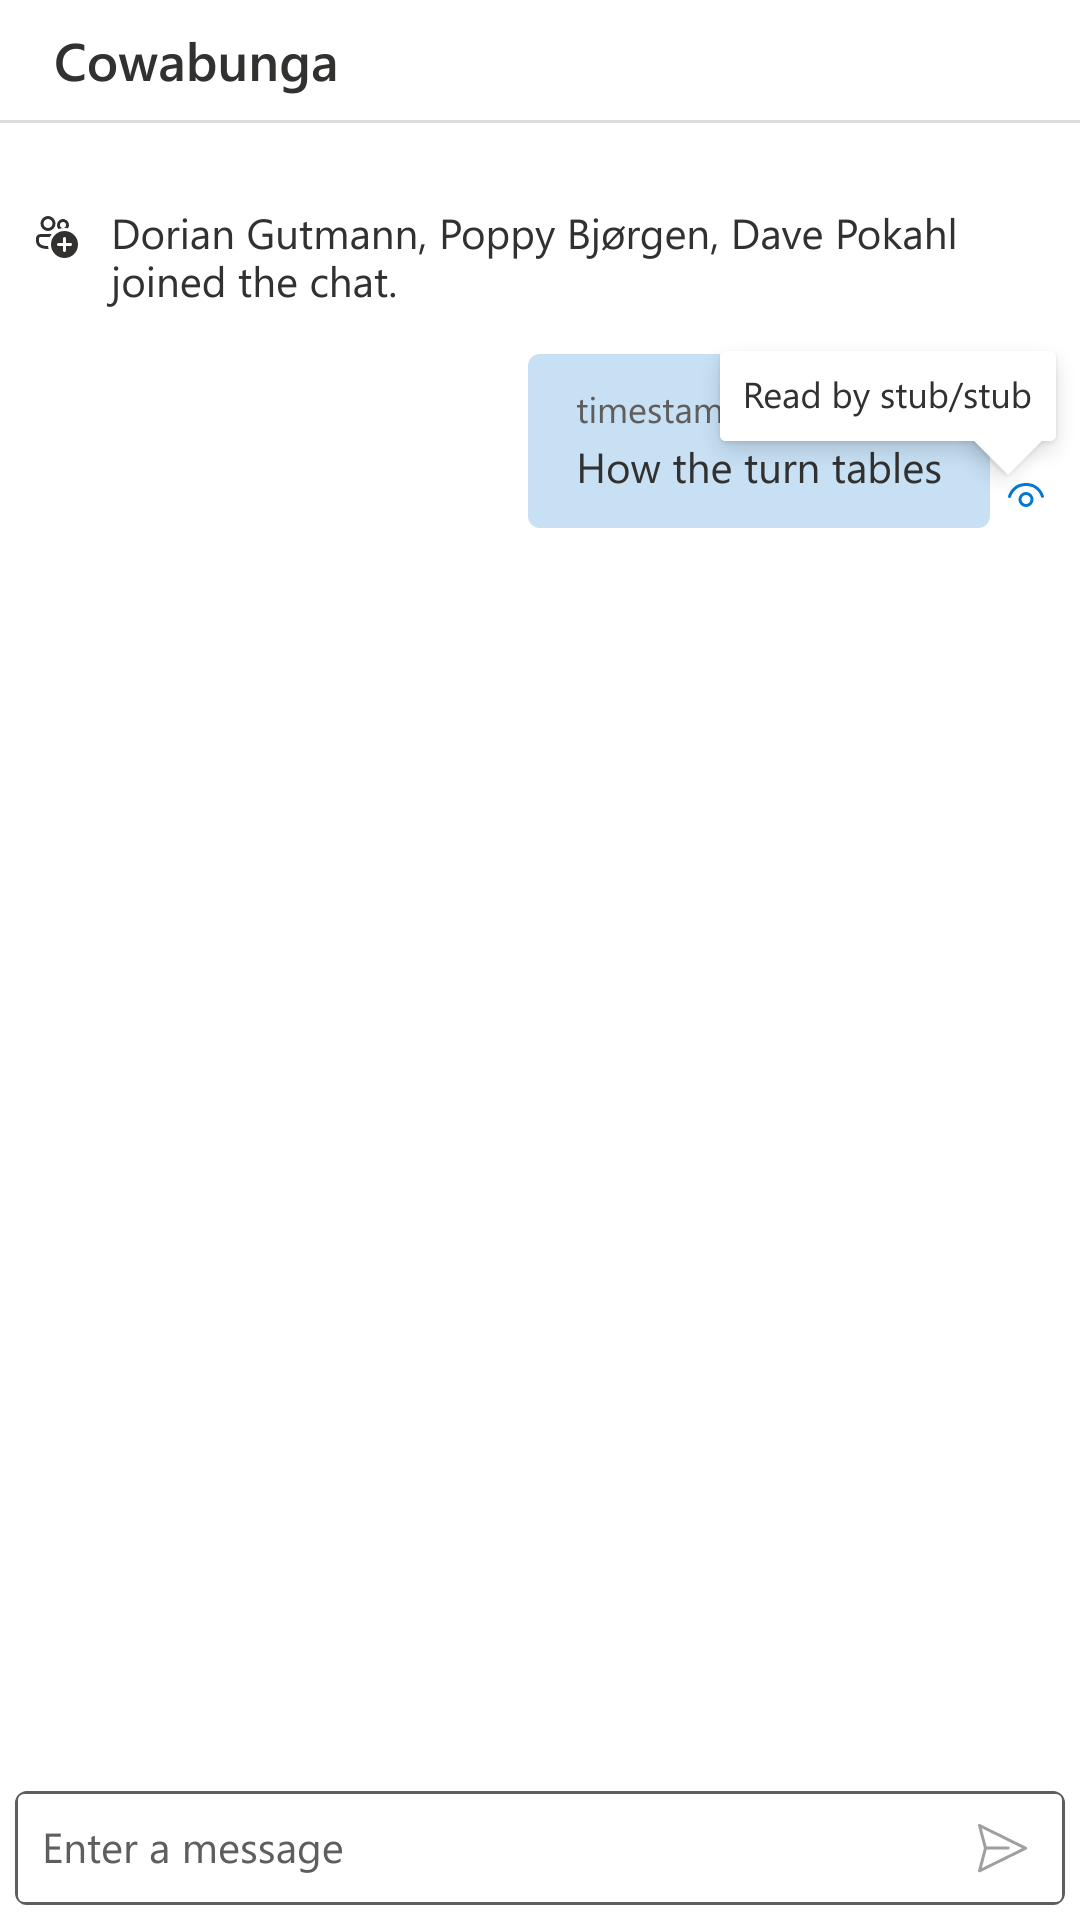 Cowabunga
Dorian Gutmann, Poppy Bjørgen, Dave Pokahl
joined the chat.
Read by stub/stub
How the turn tables
Enter a message